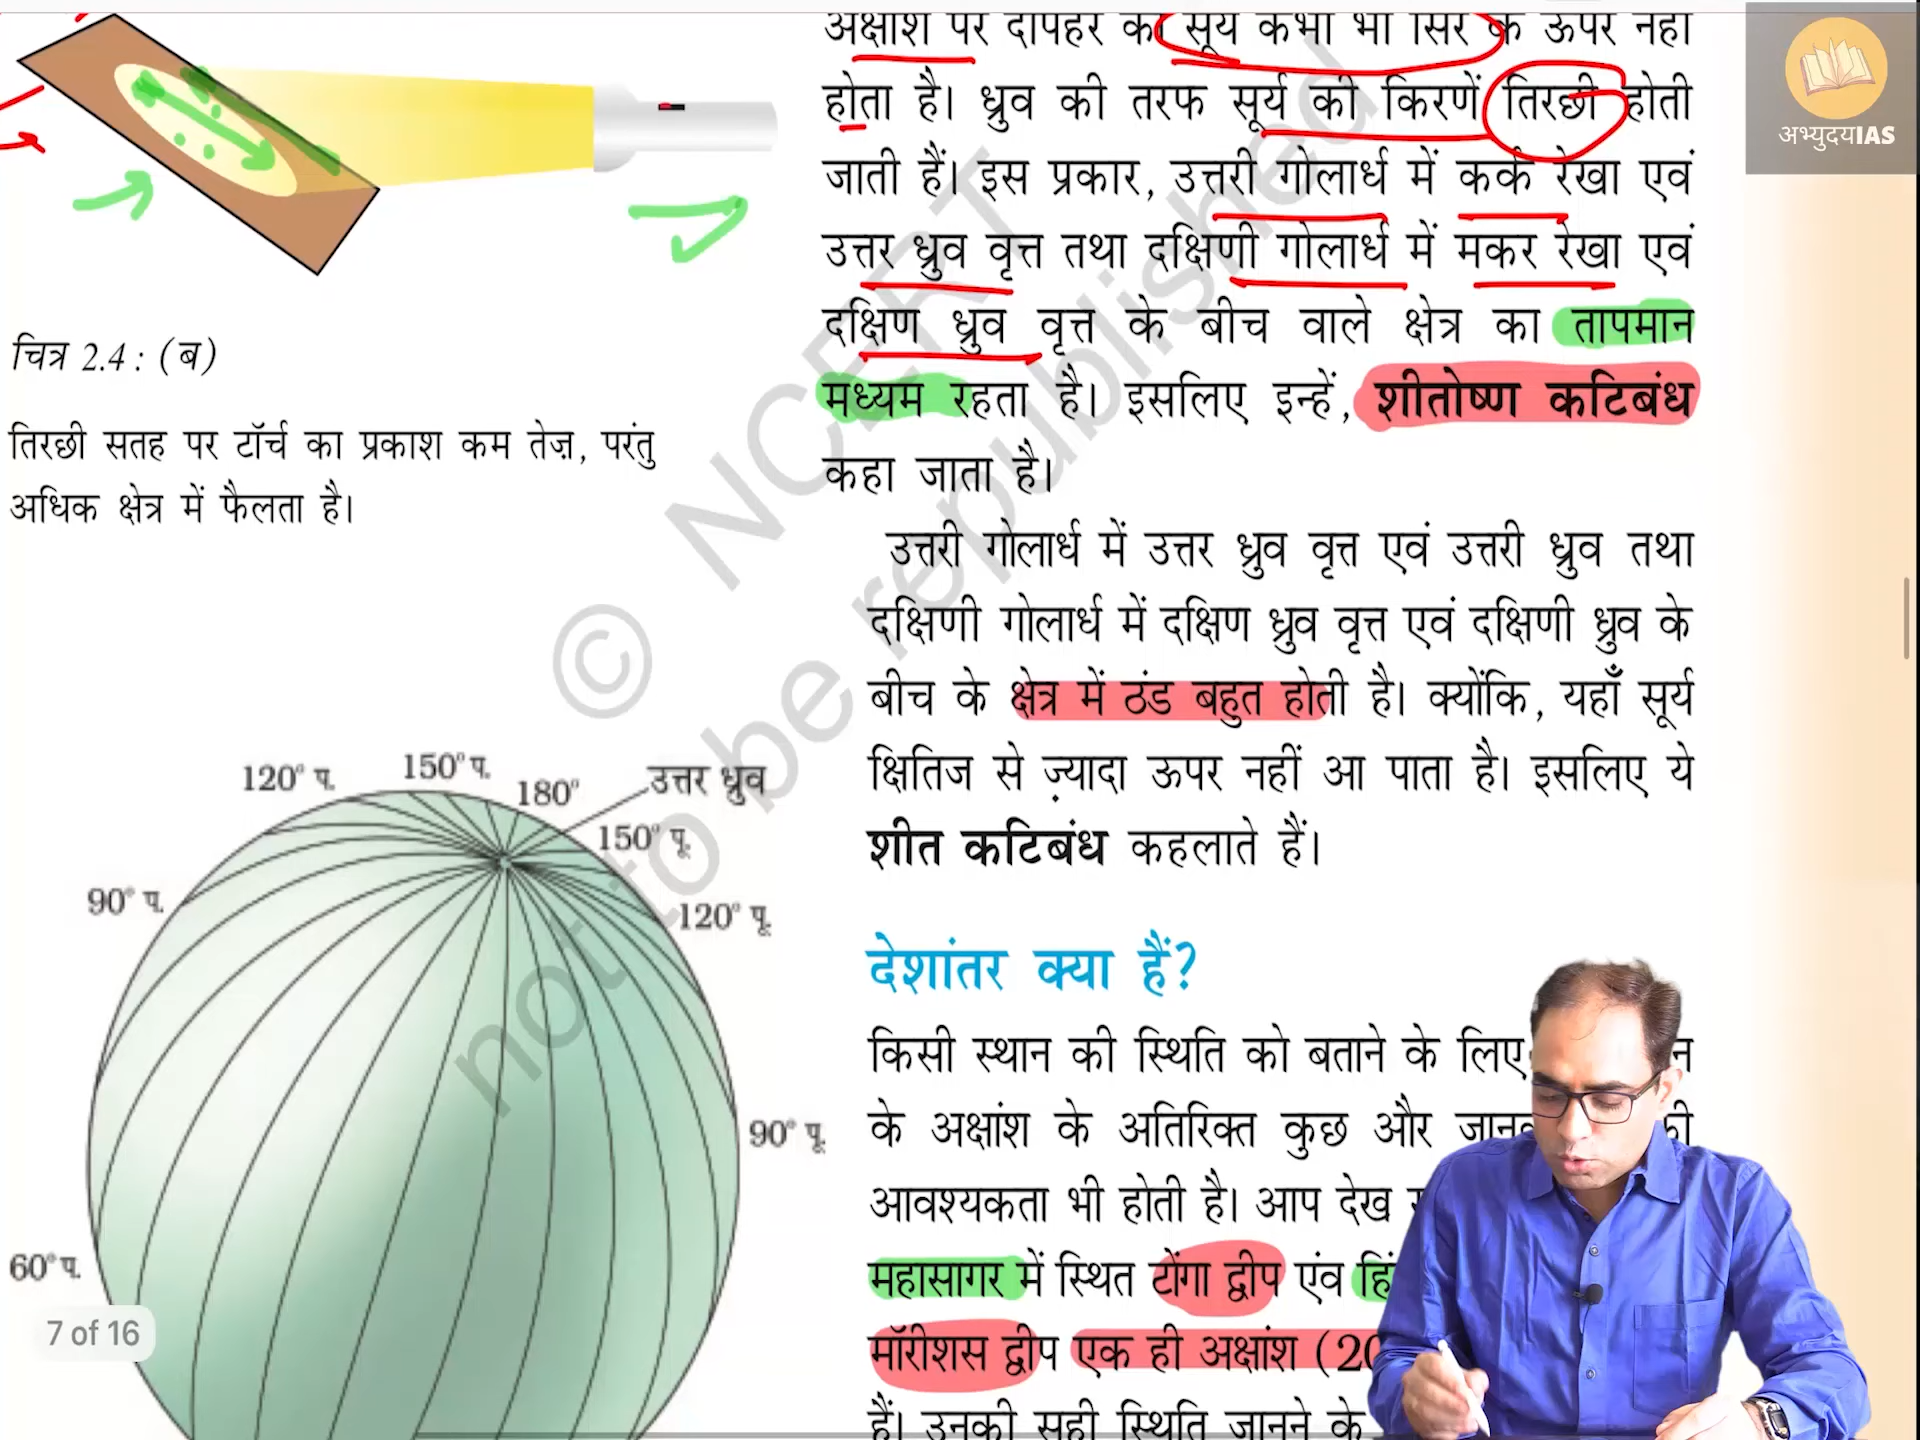 अक्षांश पर दोपहर का सूर्य कभी भी सिर के ऊपर नहीं
होता है। ध्रुव की तरफ सूर्य की किरणें तिरछी होती
जाती हैं। इस प्रकार, उत्तरी गोलार्ध में कर्क रेखा एवं
उत्तर ध्रुव वृत्त तथा दक्षिणी गोलार्ध में मकर रेखा एवं
दक्षिण ध्रुव वृत्त के बीच वाले क्षेत्र का तापमान
मध्यम रहता है। इसलिए इन्हें, शीतोष्ण कटिबंध
कहा जाता है।
उत्तरी गोलार्ध में उत्तर ध्रुव वृत्त एवं उत्तरी ध्रुव तथा
दक्षिणी गोलार्ध में दक्षिण ध्रुव वृत्त एवं दक्षिणी ध्रुव के
बीच के क्षेत्र में ठंड बहुत होती है। क्योंकि, यहाँ सूर्य
क्षितिज से ज़्यादा ऊपर नहीं आ पाता है। इसलिए ये
शीत कटिबंध कहलाते हैं।
देशांतर क्या हैं?
किसी स्थान की स्थिति को बताने के लिए
के अक्षांश के अतिरिक्त कुछ और की
आवश्यकता भी होती है। आप देख
महासागर में स्थित टोंगा द्वीप एंव
मॉरीशस द्वीप एक ही अक्षांश (20
हैं। उनकी सही स्थिति जानने के
चित्र 2.4 : (ब)
तिरछी सतह पर टॉर्च का प्रकाश कम तेज़, परंतु
अधिक क्षेत्र में फैलता है।
120° प.
150° प.
180°
उत्तर ध्रुव
150° पू.
90° प.
120° पू.
90° पू.
60° प.
7 of 16
अभ्युदयIAS
© NCERT
not to be republished